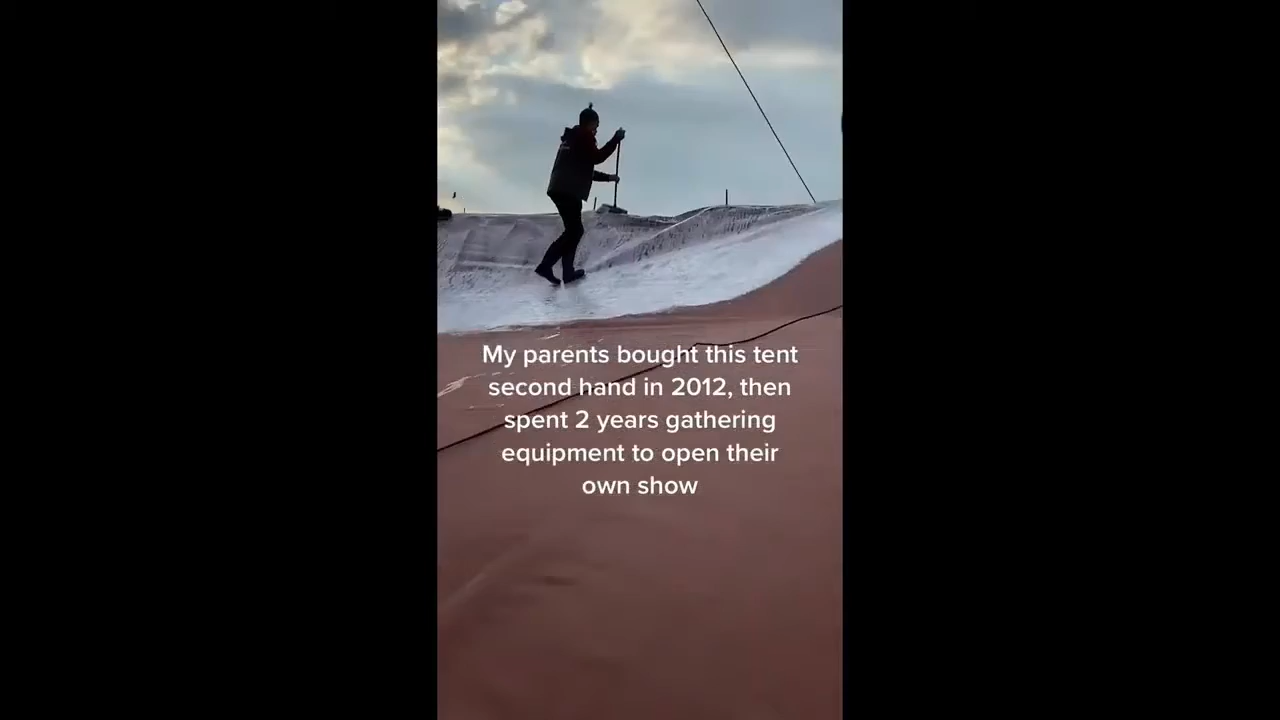 My parents bought this tent
second hand in 2012, then
spent 2 years gathering
equipment to open their
own show